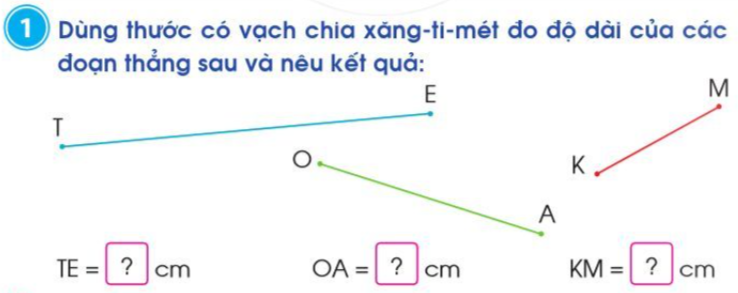 1 Dùng thước có vạch chia xăng-ti-mét đo độ dài của các
đoạn thẳng sau và nêu kết quả:
E
M
T
O
K
A
TE = ? cm OA = ? cm KM = ? cm